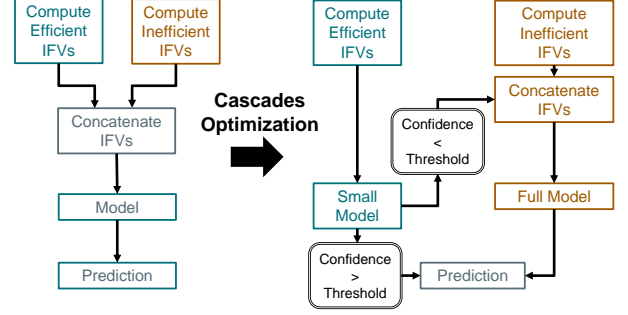 Compute
Efficient
IFVs
Compute
Inefficient
IFVs
Concatenate
IFVs
Model
Prediction
Cascades
Optimization
Compute
Efficient
IFVs
Compute
Inefficient
IFVs
Concatenate
IFVs
Confidence
<
Threshold
Small
Model
Full Model
Confidence
>
Threshold
Prediction